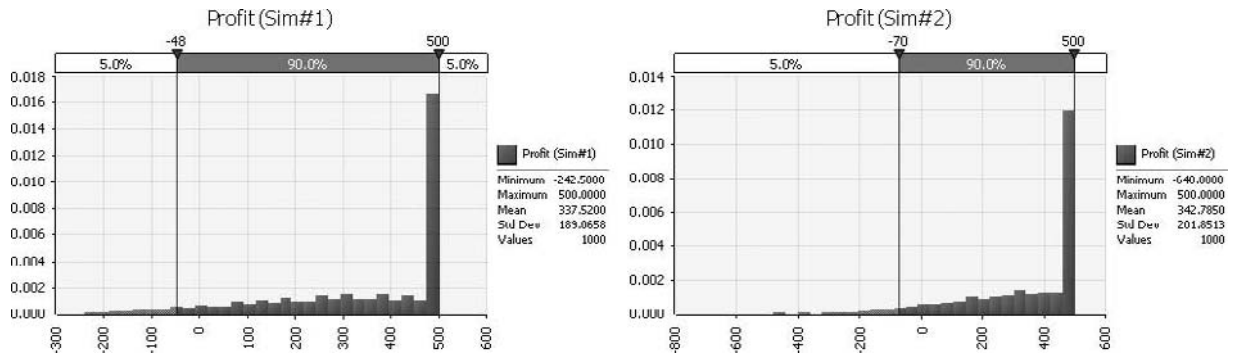 Profit (Sim#1)
-48 500
5.0% 90.0% 5.0%
0.018
0.016
0.014
0.012
0.010
0.008
0.006
0.004
0.002
0.000
-300
-200
-100
0
100
200
300
400
500
600
Profit (Sim#1)
Minimum -242.5000
Maximum 500.0000
Mean 337.5200
Std Dev 189.0658
Values 1000
Profit (Sim#2)
-70 500
5.0% 90.0%
0.014
0.012
0.010
0.008
0.006
0.004
0.002
0.000
-800
-600
-400
-200
0
200
400
600
Profit (Sim#2)
Minimum -640.0000
Maximum 500.0000
Mean 342.7850
Std Dev 201.8513
Values 1000